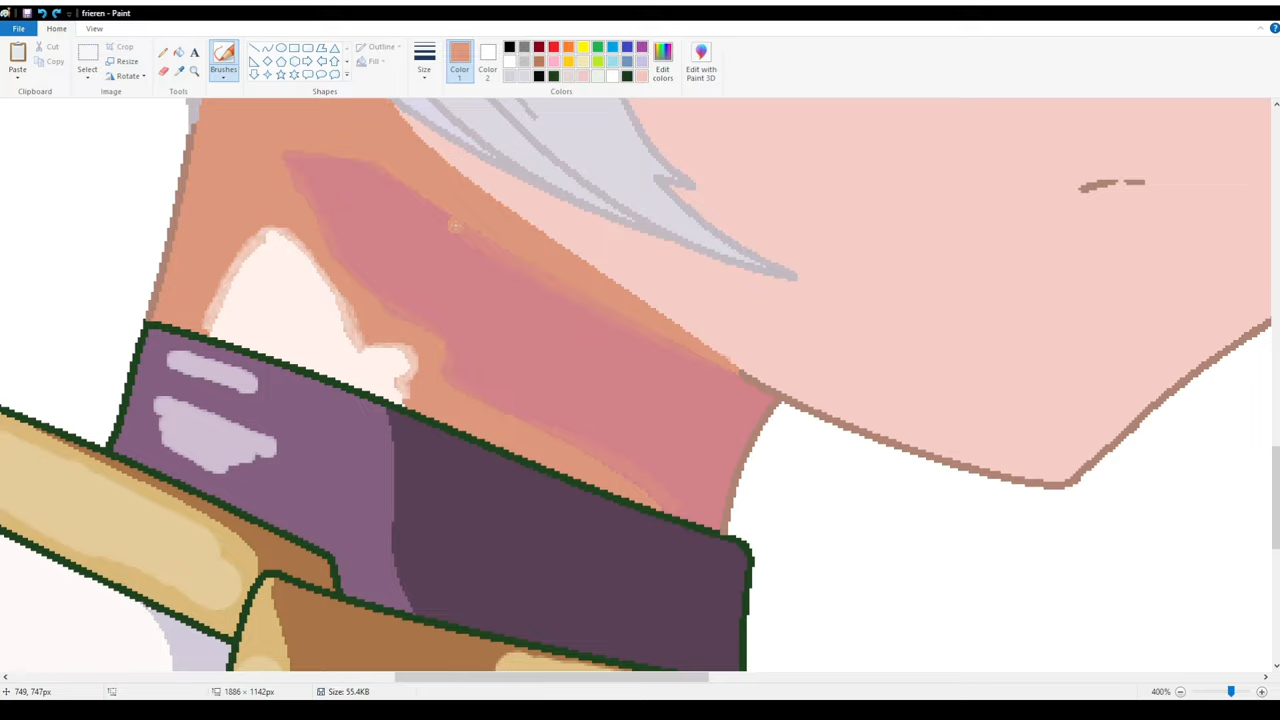 frieren - Paint
File Home View
Paste
Cut
Copy
Clipboard
Select
Crop
Resize
Rotate
Image
A
Tools
Brushes
Outline
Fill
Shapes
Size
Color 1
Color 2
Edit colors
Colors
Edit with Paint 3D
749, 747px
1886 × 1142px
Size: 55.4KB
400%